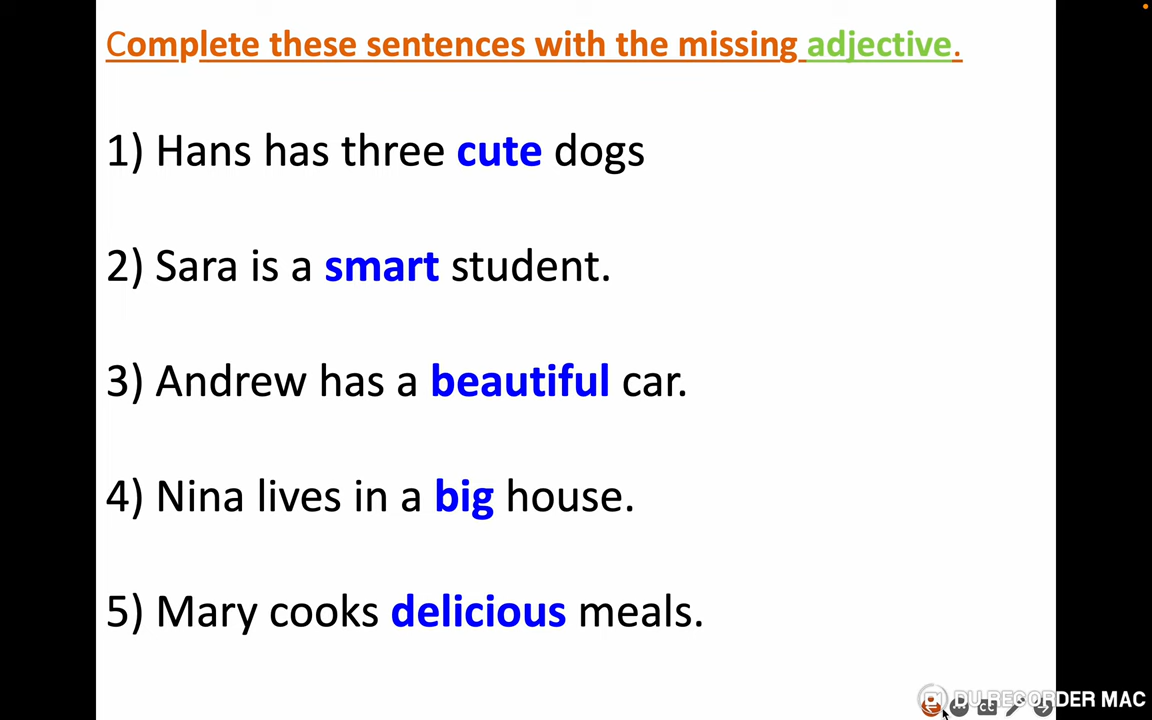 Complete these sentences with the missing adjective.
1) Hans has three cute dogs
2) Sara is a smart student.
3) Andrew has a beautiful car.
4) Nina lives in a big house.
5) Mary cooks delicious meals.
CC
DU RECORDER MAC